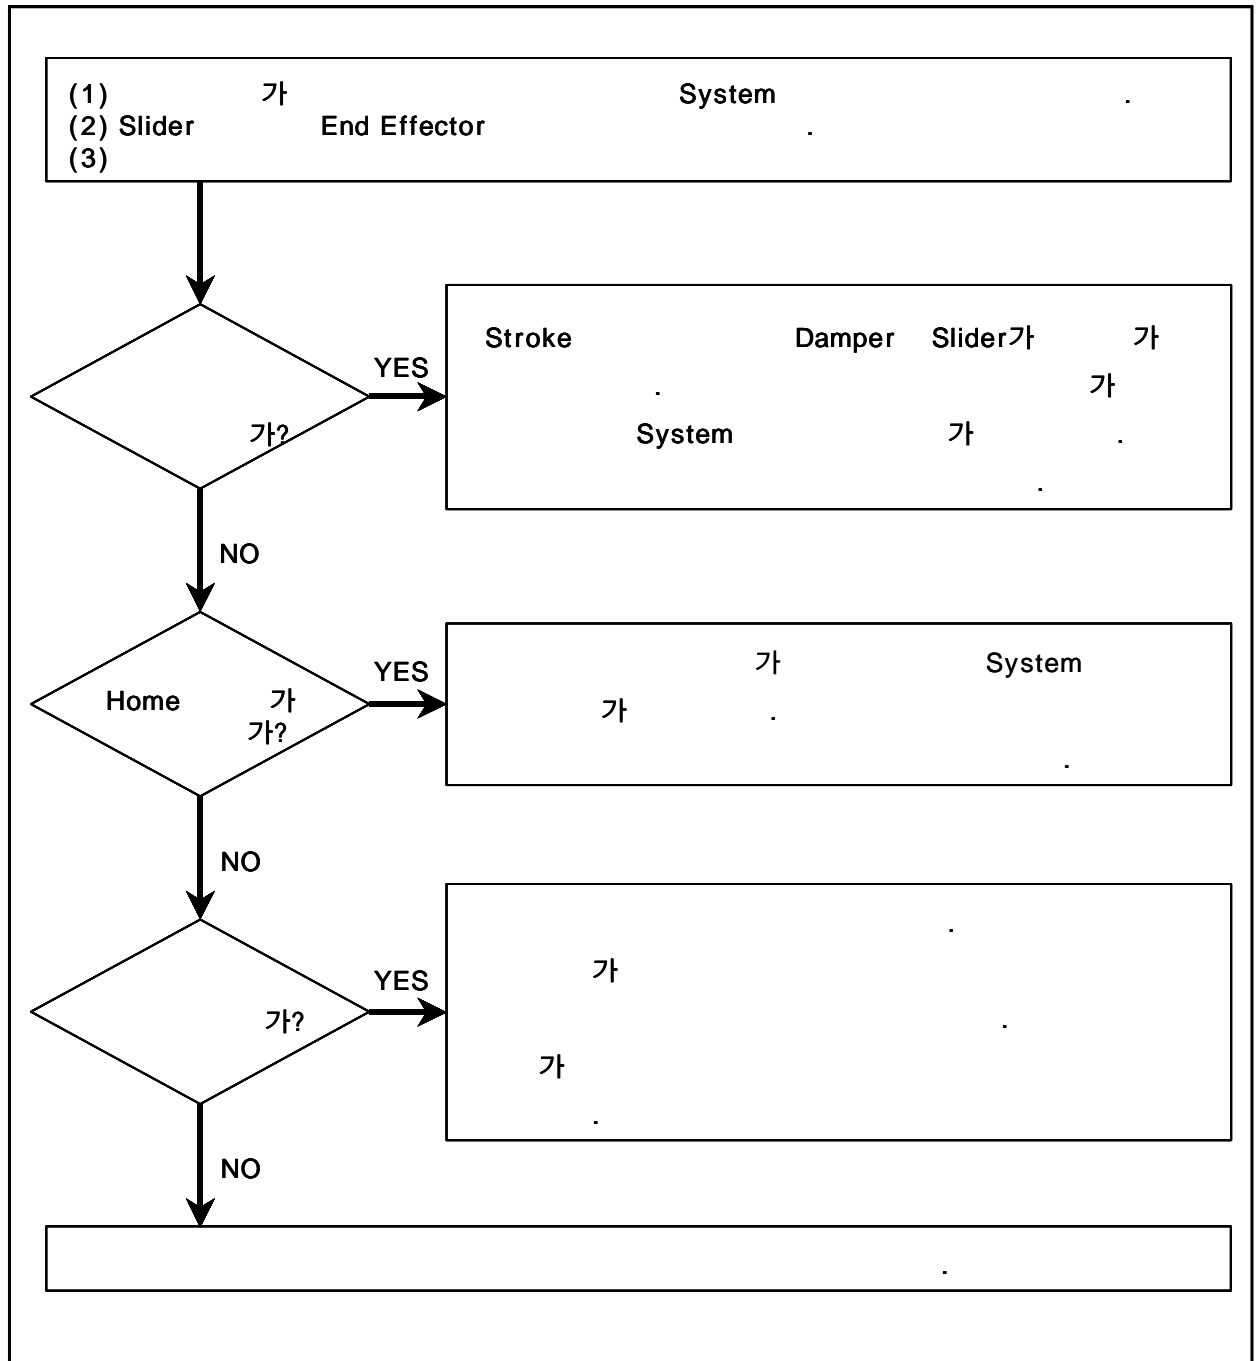 (1) 가 System .
(2) Slider End Effector .
(3)
Stroke Damper Slider가 가
. 가
System 가 .
.
가?
YES
NO
Home 가
가?
YES
가 System
가 .
.
NO
가?
YES
.
가
.
가
.
NO
.